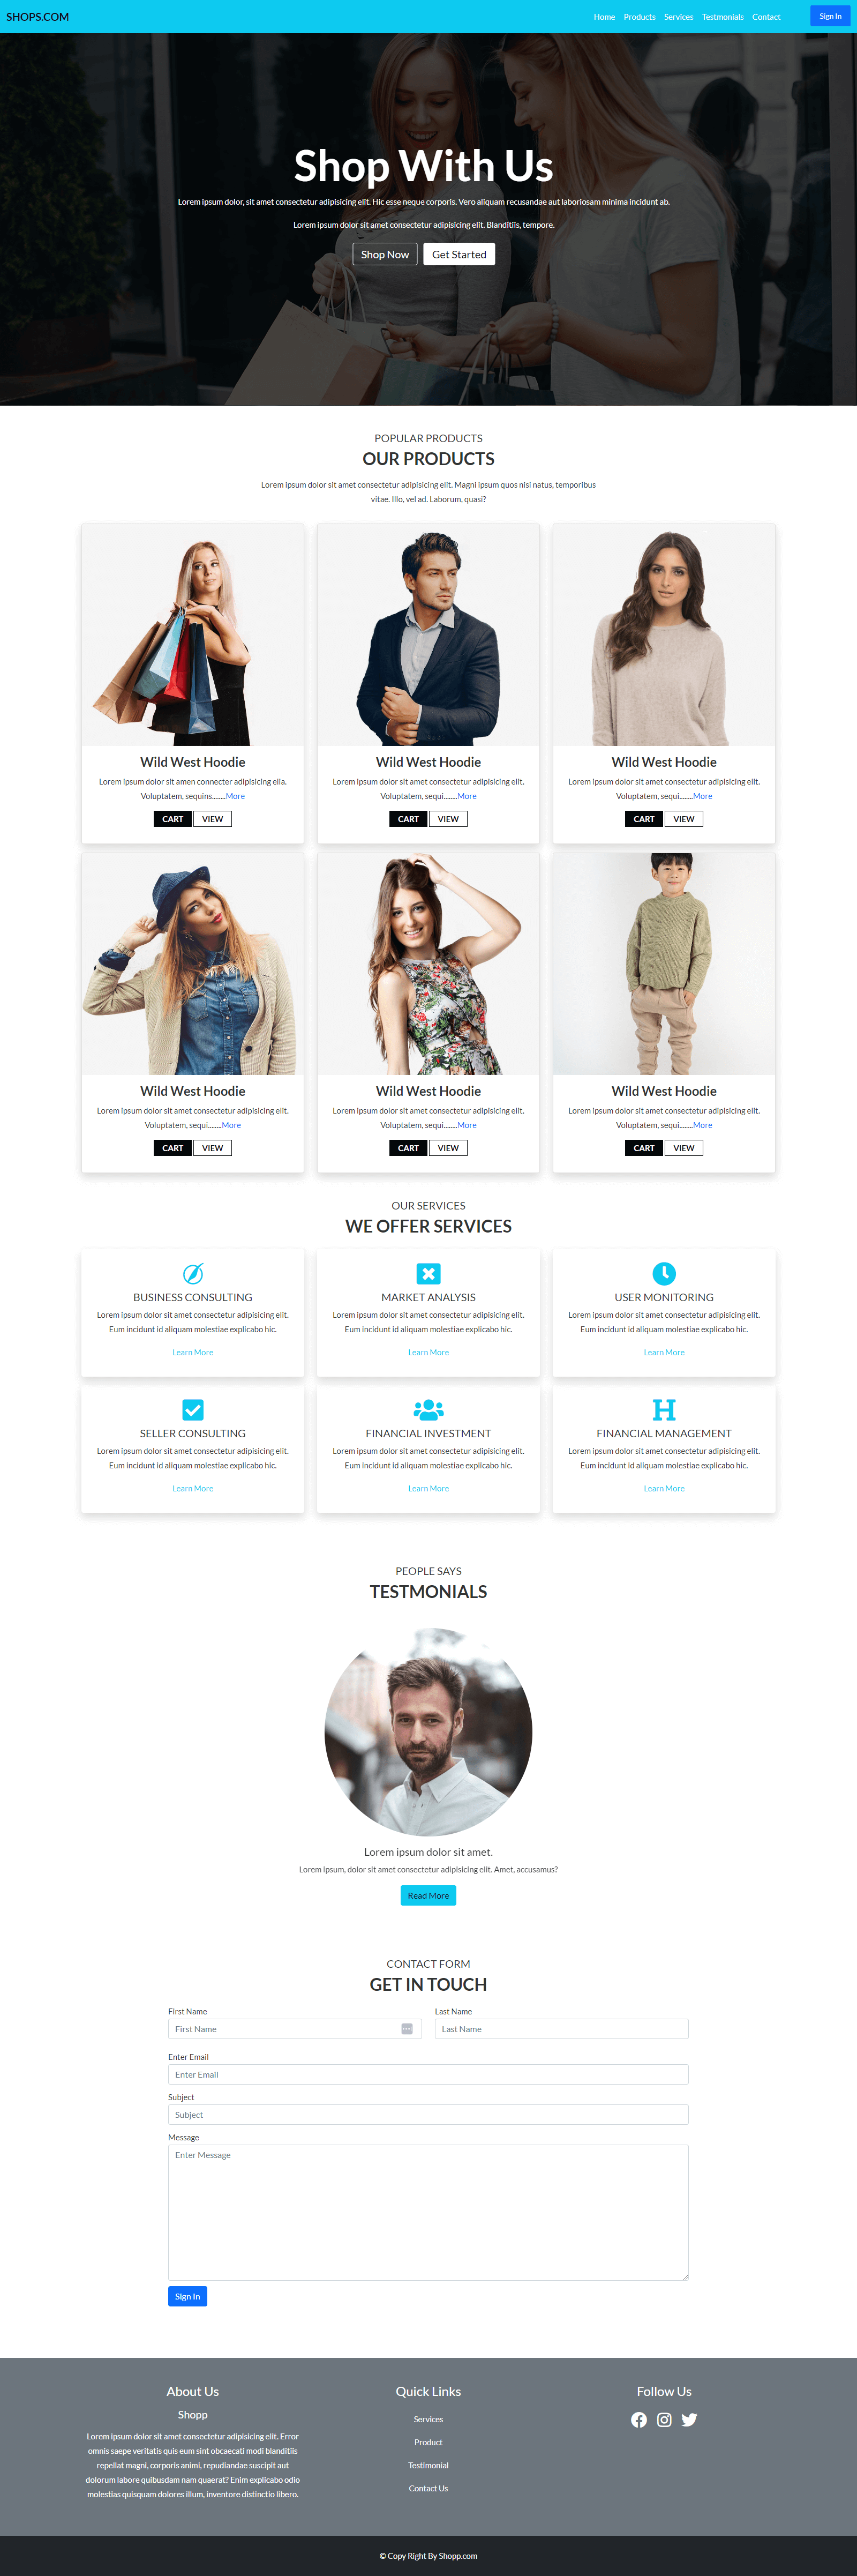 SHOPS.COM
Home Products Services Testmonials Contact Sign In
Shop With Us
Lorem ipsum dolor, sit amet consectetur adipisicing elit. Hic esse neque corporis. Vero aliquam recusandae aut laboriosam minima incidunt ab.
Lorem ipsum dolor sit amet consectetur adipisicing elit. Blanditiis, tempore.
Shop Now Get Started
POPULAR PRODUCTS
OUR PRODUCTS
Lorem ipsum dolor sit amet consectetur adipisicing elit. Magni ipsum quos nisi natus, temporibus
vitae. Illo, vel ad. Laborum, quasi?
Wild West Hoodie
Lorem ipsum dolor sit amen connecter adipisicing elia.
Voluptatem, sequins........More
CART VIEW
Wild West Hoodie
Lorem ipsum dolor sit amet consectetur adipisicing elit.
Voluptatem, sequi........More
CART VIEW
Wild West Hoodie
Lorem ipsum dolor sit amet consectetur adipisicing elit.
Voluptatem, sequi........More
CART VIEW
Wild West Hoodie
Lorem ipsum dolor sit amet consectetur adipisicing elit.
Voluptatem, sequi........More
CART VIEW
Wild West Hoodie
Lorem ipsum dolor sit amet consectetur adipisicing elit.
Voluptatem, sequi........More
CART VIEW
Wild West Hoodie
Lorem ipsum dolor sit amet consectetur adipisicing elit.
Voluptatem, sequi........More
CART VIEW
OUR SERVICES
WE OFFER SERVICES
BUSINESS CONSULTING
Lorem ipsum dolor sit amet consectetur adipisicing elit.
Eum incidunt id aliquam molestiae explicabo hic.
Learn More
MARKET ANALYSIS
Lorem ipsum dolor sit amet consectetur adipisicing elit.
Eum incidunt id aliquam molestiae explicabo hic.
Learn More
USER MONITORING
Lorem ipsum dolor sit amet consectetur adipisicing elit.
Eum incidunt id aliquam molestiae explicabo hic.
Learn More
SELLER CONSULTING
Lorem ipsum dolor sit amet consectetur adipisicing elit.
Eum incidunt id aliquam molestiae explicabo hic.
Learn More
FINANCIAL INVESTMENT
Lorem ipsum dolor sit amet consectetur adipisicing elit.
Eum incidunt id aliquam molestiae explicabo hic.
Learn More
FINANCIAL MANAGEMENT
Lorem ipsum dolor sit amet consectetur adipisicing elit.
Eum incidunt id aliquam molestiae explicabo hic.
Learn More
PEOPLE SAYS
TESTMONIALS
Lorem ipsum dolor sit amet.
Lorem ipsum, dolor sit amet consectetur adipisicing elit. Amet, accusamus?
Read More
CONTACT FORM
GET IN TOUCH
First Name
First Name
Last Name
Last Name
Enter Email
Enter Email
Subject
Subject
Message
Enter Message
Sign In
About Us
Shopp
Lorem ipsum dolor sit amet consectetur adipisicing elit. Error
omnis saepe veritatis quis eum sint obcaecati modi blanditiis
repellat magni, corporis animi, repudiandae suscipit aut
dolorum labore quibusdam nam quaerat? Enim explicabo odio
molestias quisquam dolores illum, inventore distinctio libero.
Quick Links
Services
Product
Testimonial
Contact Us
Follow Us
© Copy Right By Shopp.com